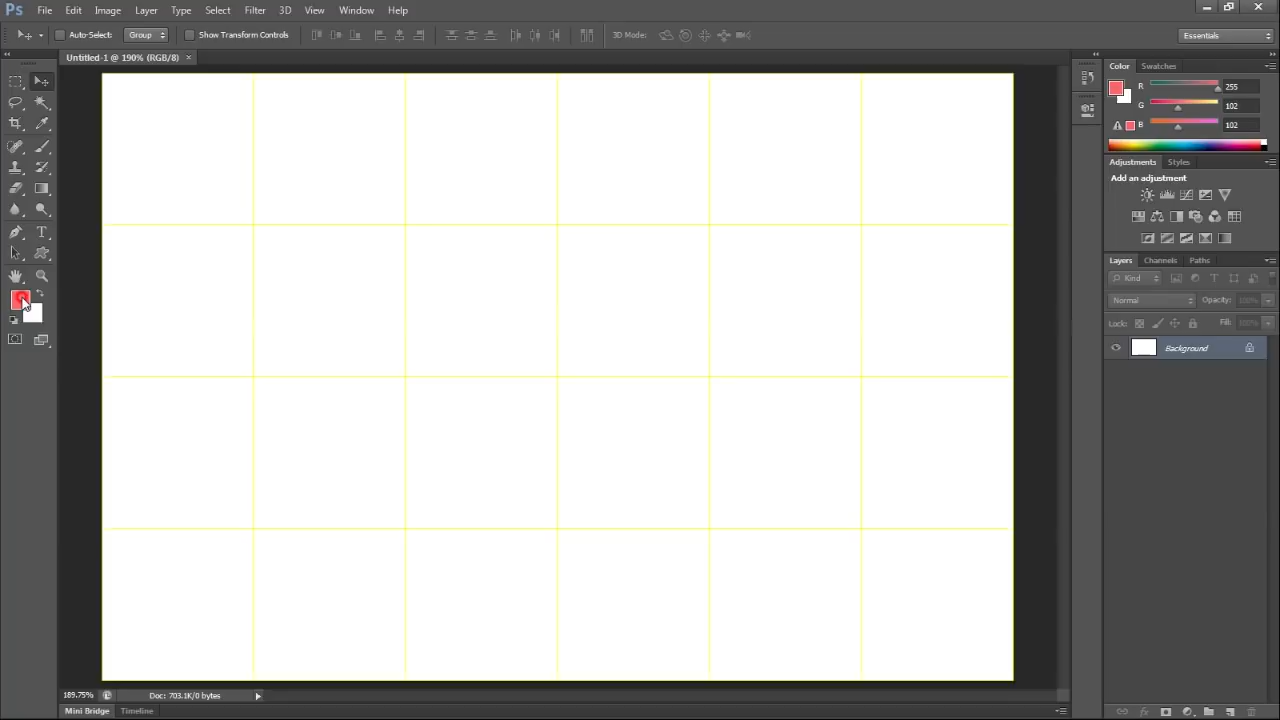 Ps File Edit Image Layer Type Select Filter 3D View Window Help
Auto-Select: Group Show Transform Controls 3D Mode: Essentials
Untitled-1 @ 190% (RGB/8) ×
Color Swatches
R 255
G 102
B 102
Adjustments Styles
Add an adjustment
Layers Channels Paths
Kind
Normal Opacity: 100%
Lock: Fill: 100%
Background
189.75% Doc: 703.1K/0 bytes
Mini Bridge Timeline